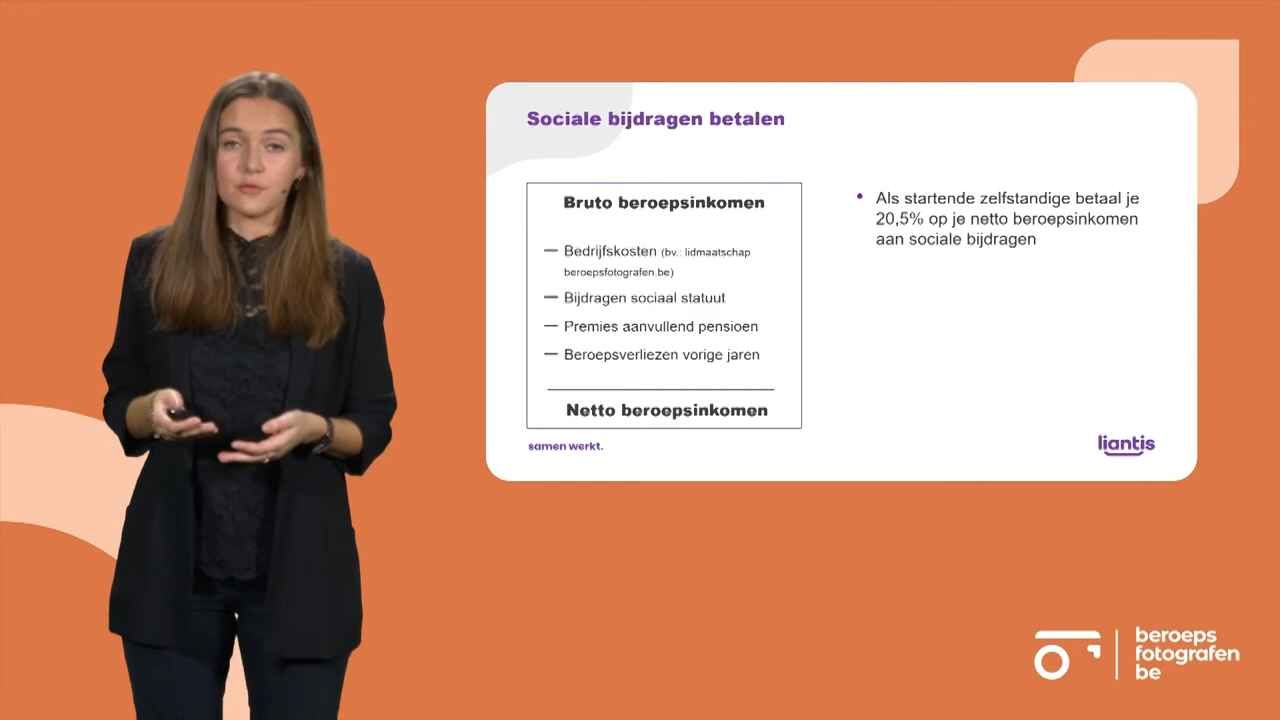 Sociale bijdragen betalen
Bruto beroepsinkomen
— Bedrijfskosten (bv.: lidmaatschap
beroepsfotografen.be)
— Bijdragen sociaal statuut
— Premies aanvullend pensioen
— Beroepsverliezen vorige jaren
Netto beroepsinkomen
• Als startende zelfstandige betaal je
20,5% op je netto beroepsinkomen
aan sociale bijdragen
samen werkt.
liantis
beroeps
fotografen
be